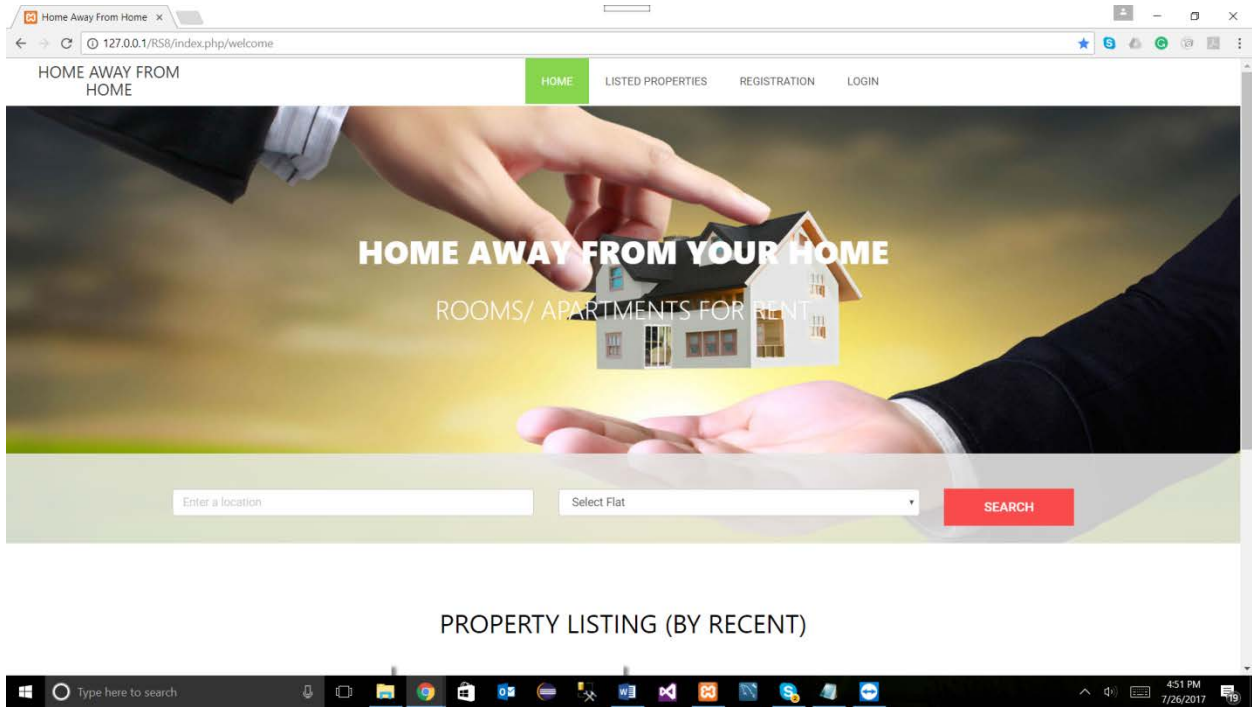 Home Away From Home
127.0.0.1/RS8/index.php/welcome
HOME AWAY FROM
HOME
HOME
LISTED PROPERTIES
REGISTRATION
LOGIN
HOME AWAY FROM YOUR HOME
ROOMS/ APARTMENTS FOR RENT
Enter a location
Select Flat
SEARCH
PROPERTY LISTING (BY RECENT)
Type here to search
4:51 PM
7/26/2017
19